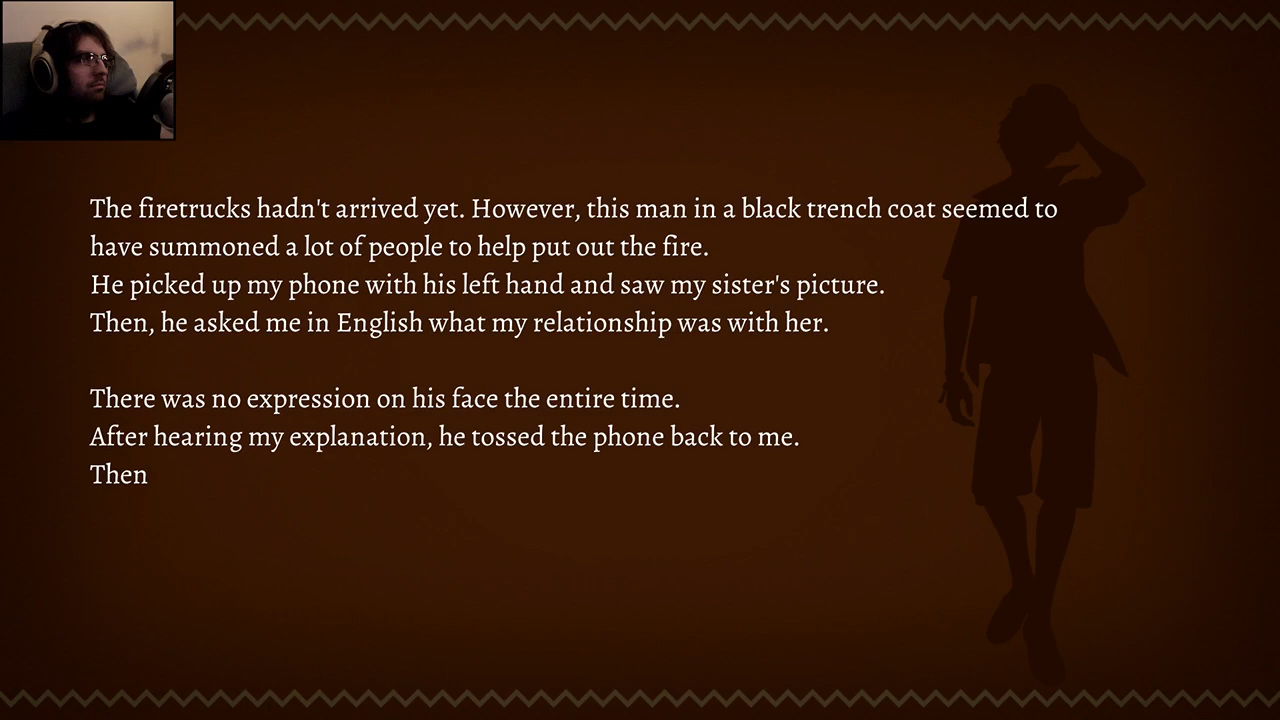 The firetrucks hadn't arrived yet. However, this man in a black trench coat seemed to
have summoned a lot of people to help put out the fire.
He picked up my phone with his left hand and saw my sister's picture.
Then, he asked me in English what my relationship was with her.
There was no expression on his face the entire time.
After hearing my explanation, he tossed the phone back to me.
Then